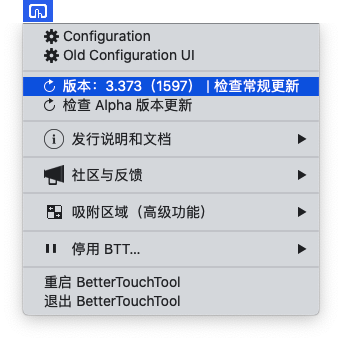 Configuration
Old Configuration UI
版本：3.373（1597） | 检查常规更新
检查 Alpha 版本更新
发行说明和文档
社区与反馈
吸附区域（高级功能）
停用 BTT...
重启 BetterTouchTool
退出 BetterTouchTool